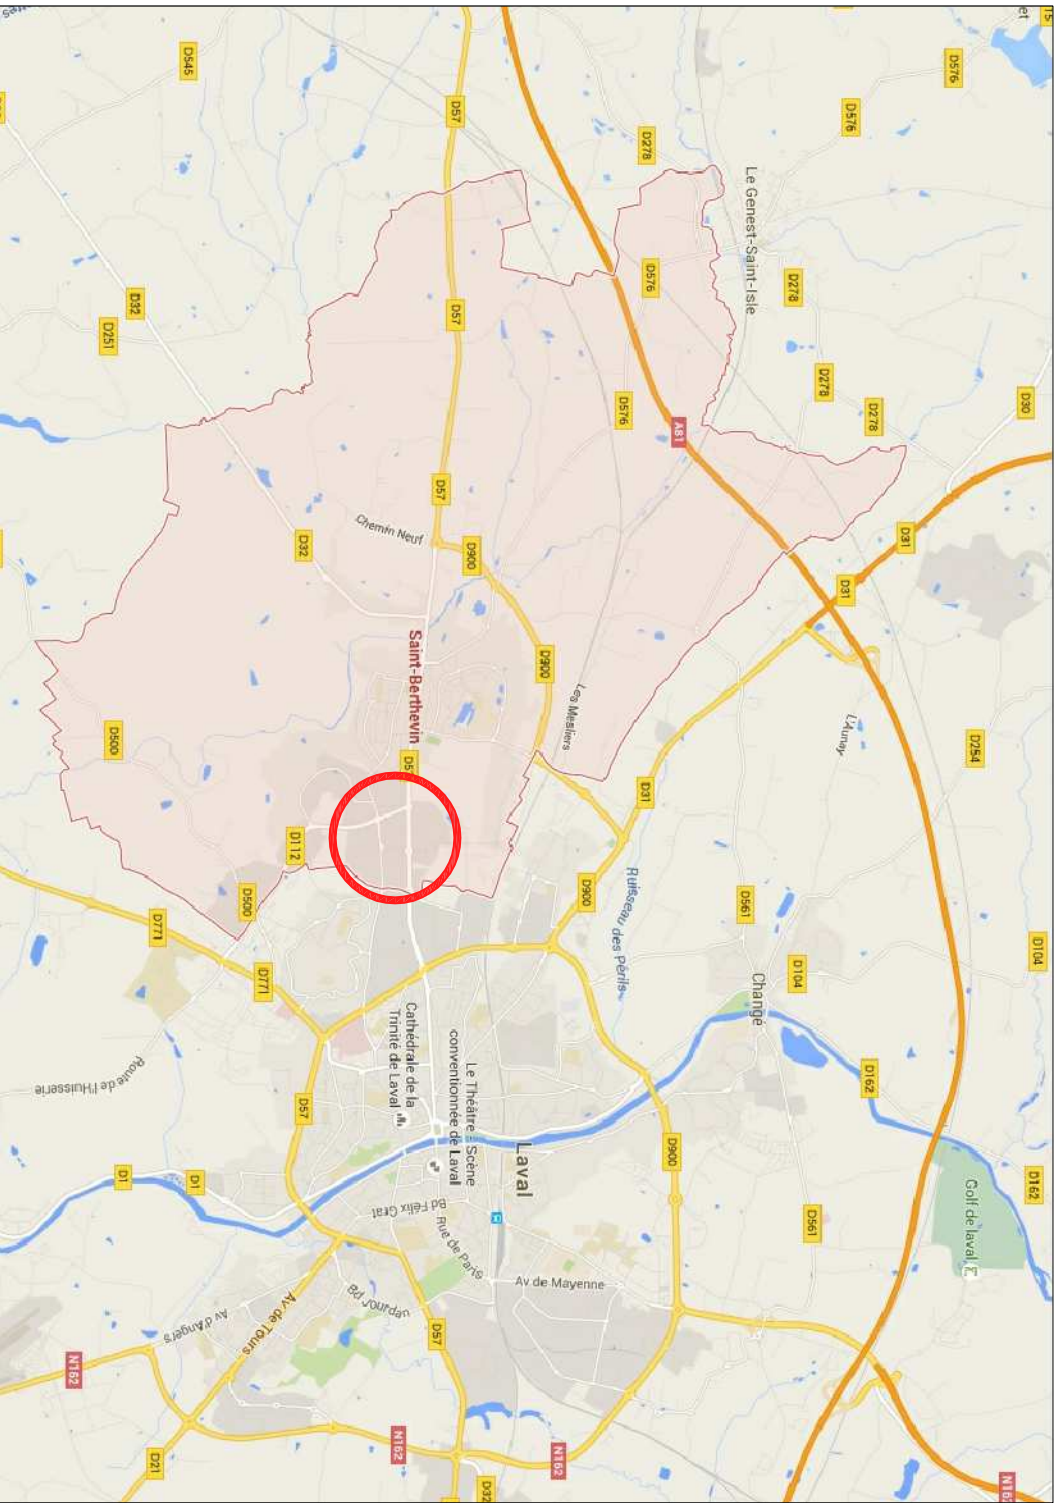 D162
D104
D30
D162
D254
Golf de laval
D576
D31
D278
D162
D576
L'Aunay
D31
D278
D561
D104
D278
Changé
Le Genest-Saint-Isle
D561
A81
D900
D576
D278
D31
Ruisseau des Périls
D576
D900
Les Mesliers
N162
D900
Av de Mayenne
Laval
D900
Le Théâtre - Scène
conventionnée de Laval
D32
D57
D57
Rue de Paris
D57
D57
Bd Félix Grat
Saint-Berthevin
Cathédrale de la
Trinité de Laval
Chemin Neuf
N162
Bd Jourdan
D32
D57
D112
Av de Tours
D771
D500
Av d'Angers
D1
D545
D771
D21
D32
Route de l'Huisserie
D1
D500
D251
N162